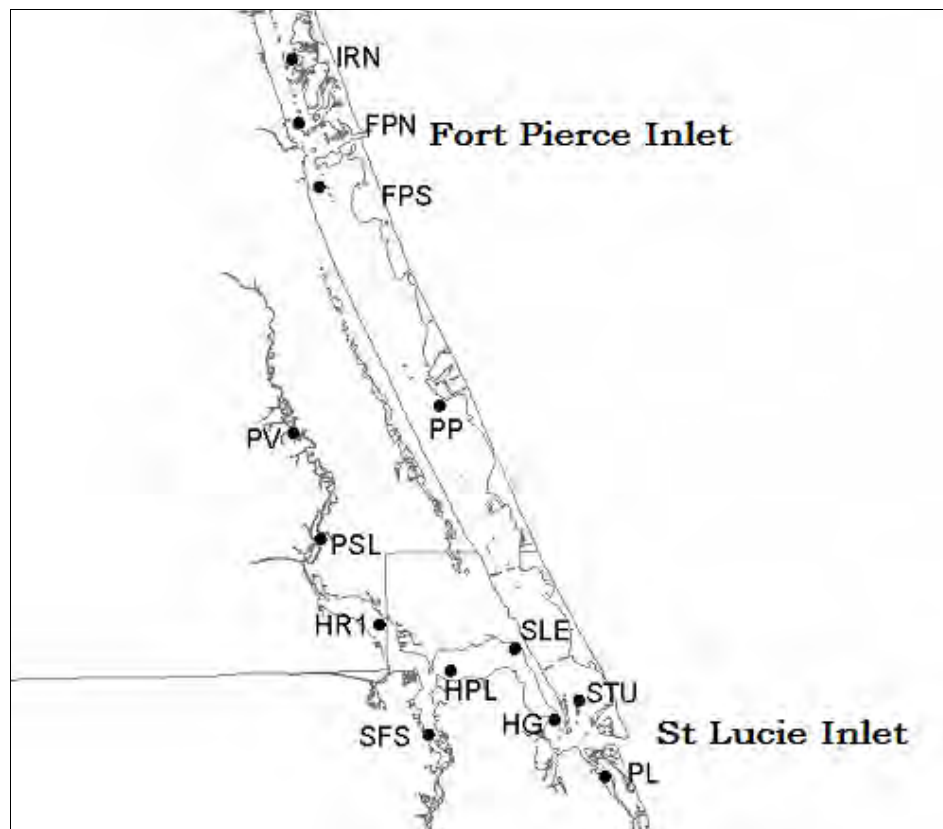 IRN
FPN
Fort Pierce Inlet
FPS
PP
PV
PSL
HR1
SLE
HPL
STU
HG
SFS
St Lucie Inlet
PL